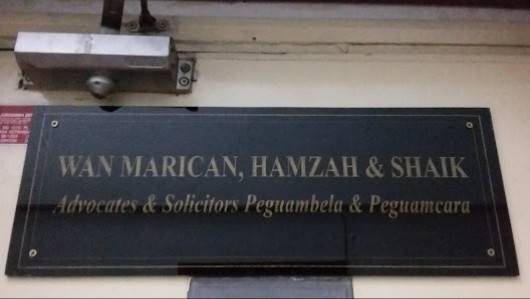 WAN MARICAN, HAMZAH & SHAIK
Advocates & Solicitors Peguambela & Peguamcara